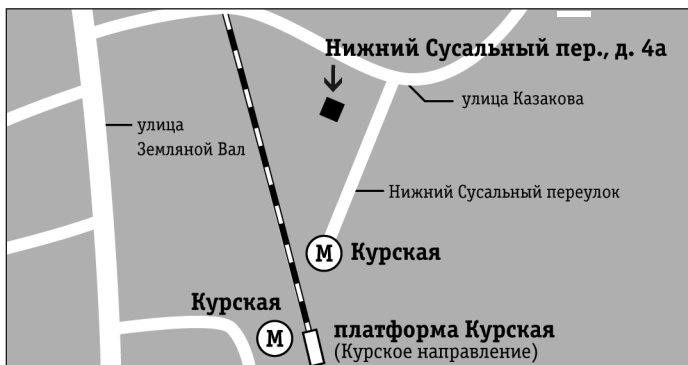 Нижний Сусальный пер., д. 4а
улица Казакова
улица
Земляной Вал
Нижний Сусальный переулок
М Курская
Курская
М
платформа Курская
(Курское направление)